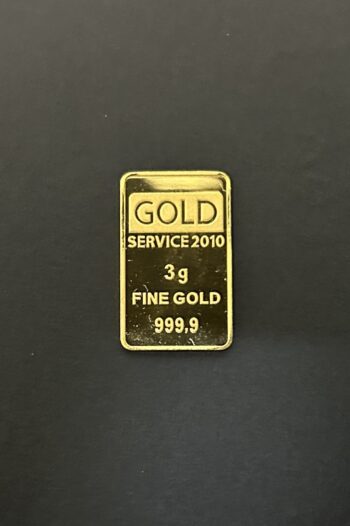 GOLD
SERVICE 2010
3g
FINE GOLD
999,9